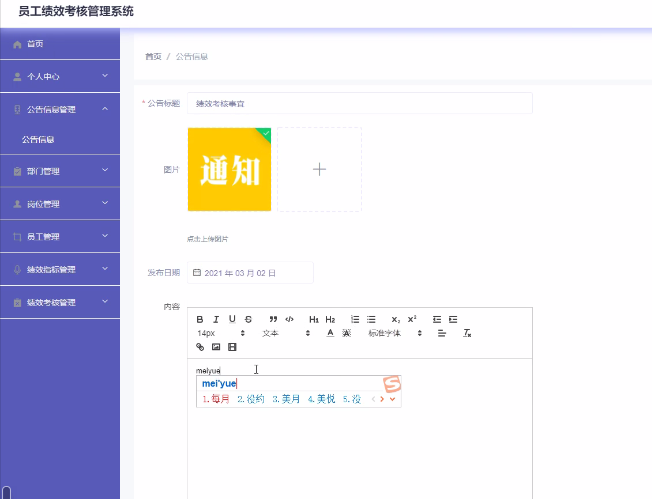 员工绩效考核管理系统
首页
个人中心
公告信息管理
公告信息
部门管理
岗位管理
员工管理
绩效指标管理
绩效考核管理
首页 / 公告信息
* 公告标题 绩效考核事宜
图片
通知
点击上传图片
发布日期 2021 年 03 月 02 日
内容
B I U S ” </> H1 H2 X₂ X²
14px 文本 A A 标准字体 Tx
meiyue
mei'yue
1.每月 2.没约 3.美月 4.美悦 5.没